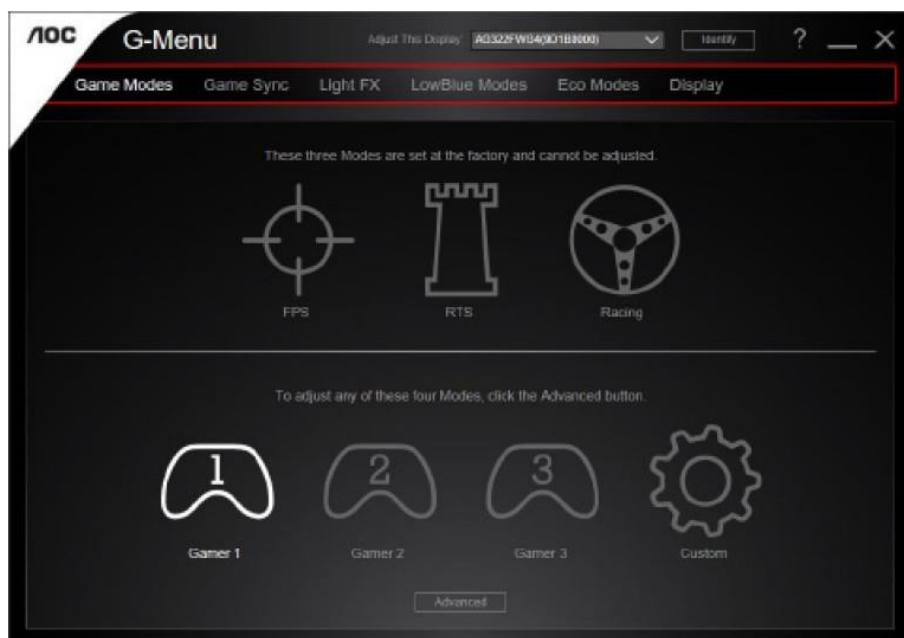 AOC G-Menu Adjust This Display: AG322FWG4(9O1B8000) Identify ?
Game Modes Game Sync Light FX LowBlue Modes Eco Modes Display
These three Modes are set at the factory and cannot be adjusted.
FPS RTS Racing
To adjust any of these four Modes, click the Advanced button.
1 2 3
Gamer 1 Gamer 2 Gamer 3 Custom
Advanced